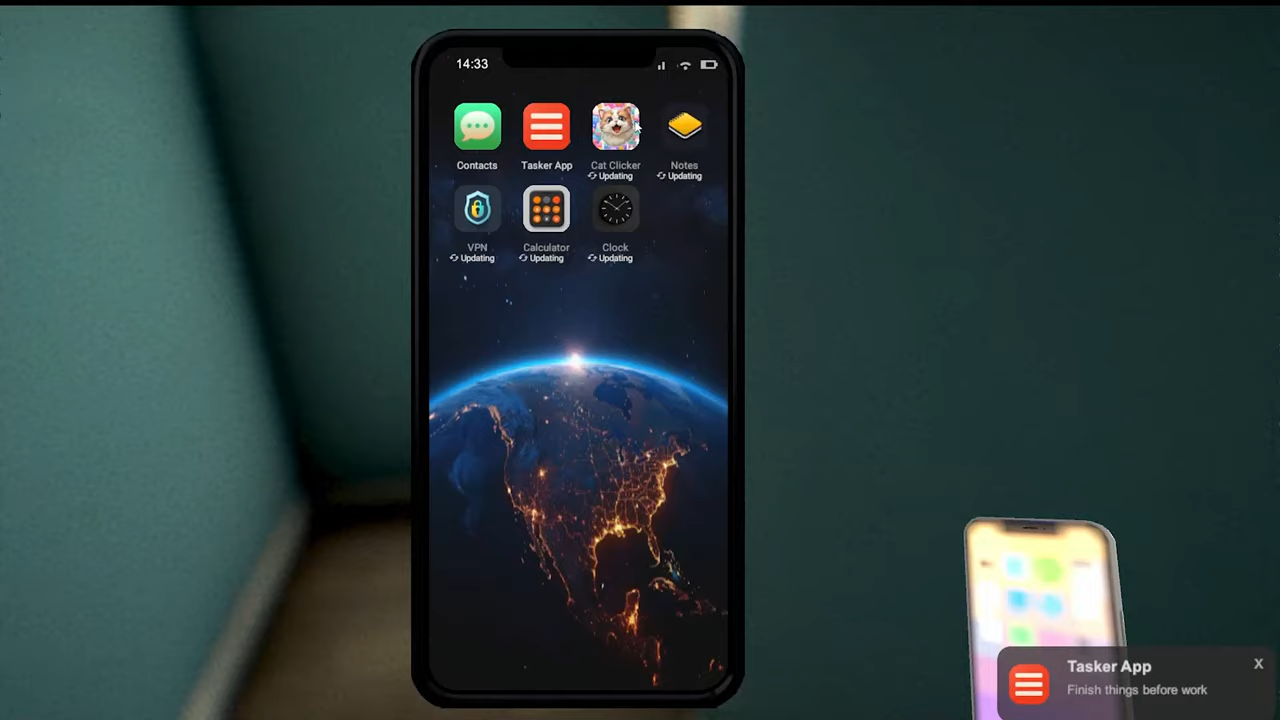 14:33
Contacts
Tasker App
Cat Clicker
Notes
Updating
Updating
VPN
Calculator
Clock
Updating
Updating
Updating
Tasker App
X
Finish things before work